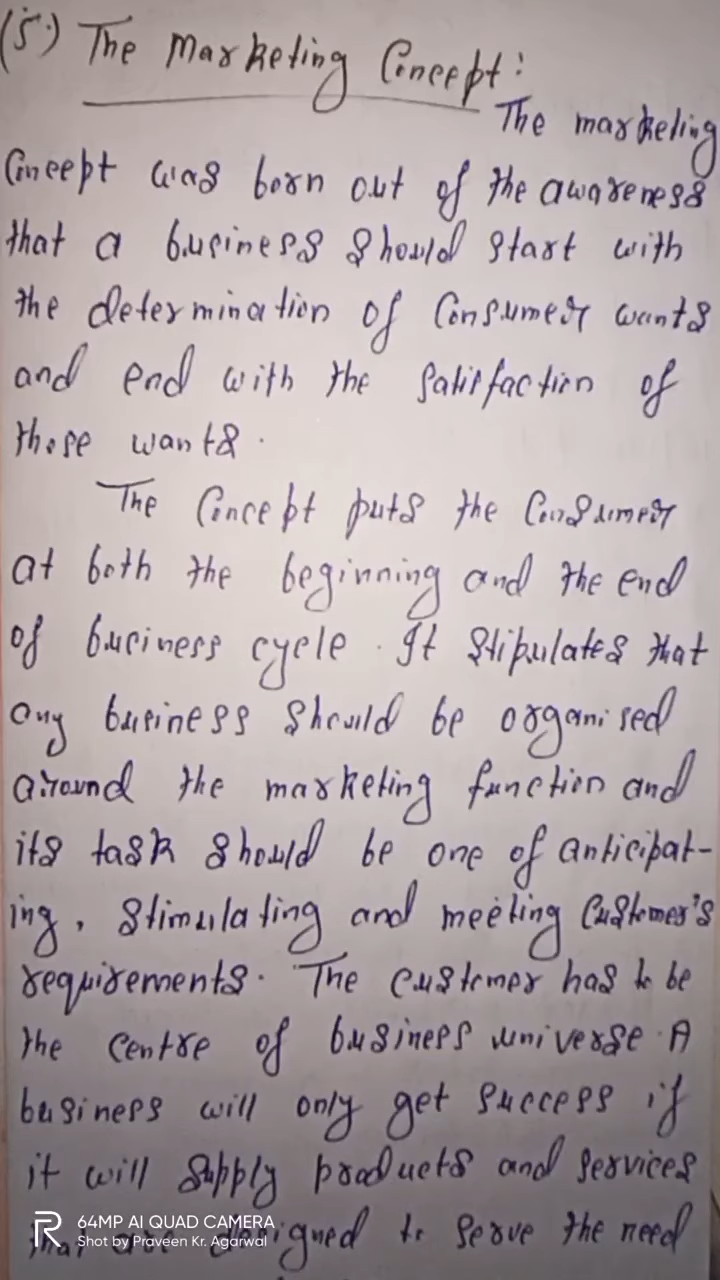 (5.) The Marketing Concept:
The marketing
Concept was born out of the awareness
that a business should start with
the determination of Consumer wants
and end with the satisfaction of
those wants.
The Concept puts the Consumer
at both the beginning and the end
of business cycle. It stipulates that
any business should be organised
around the marketing function and
its task should be one of anticipat-
ing, stimulating and meeting Customer's
requirements. The customer has to be
the centre of business universe. A
business will only get success if
it will supply products and services
that are designed to serve the need
64MP AI QUAD CAMERA
Shot by Praveen Kr. Agarwal